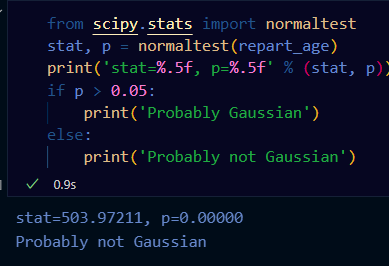 from scipy.stats import normaltest
stat, p = normaltest(repart_age)
print('stat=%.5f, p=%.5f' % (stat, p))
if p > 0.05:
    print('Probably Gaussian')
else:
    print('Probably not Gaussian')
0.9s
stat=503.97211, p=0.00000
Probably not Gaussian